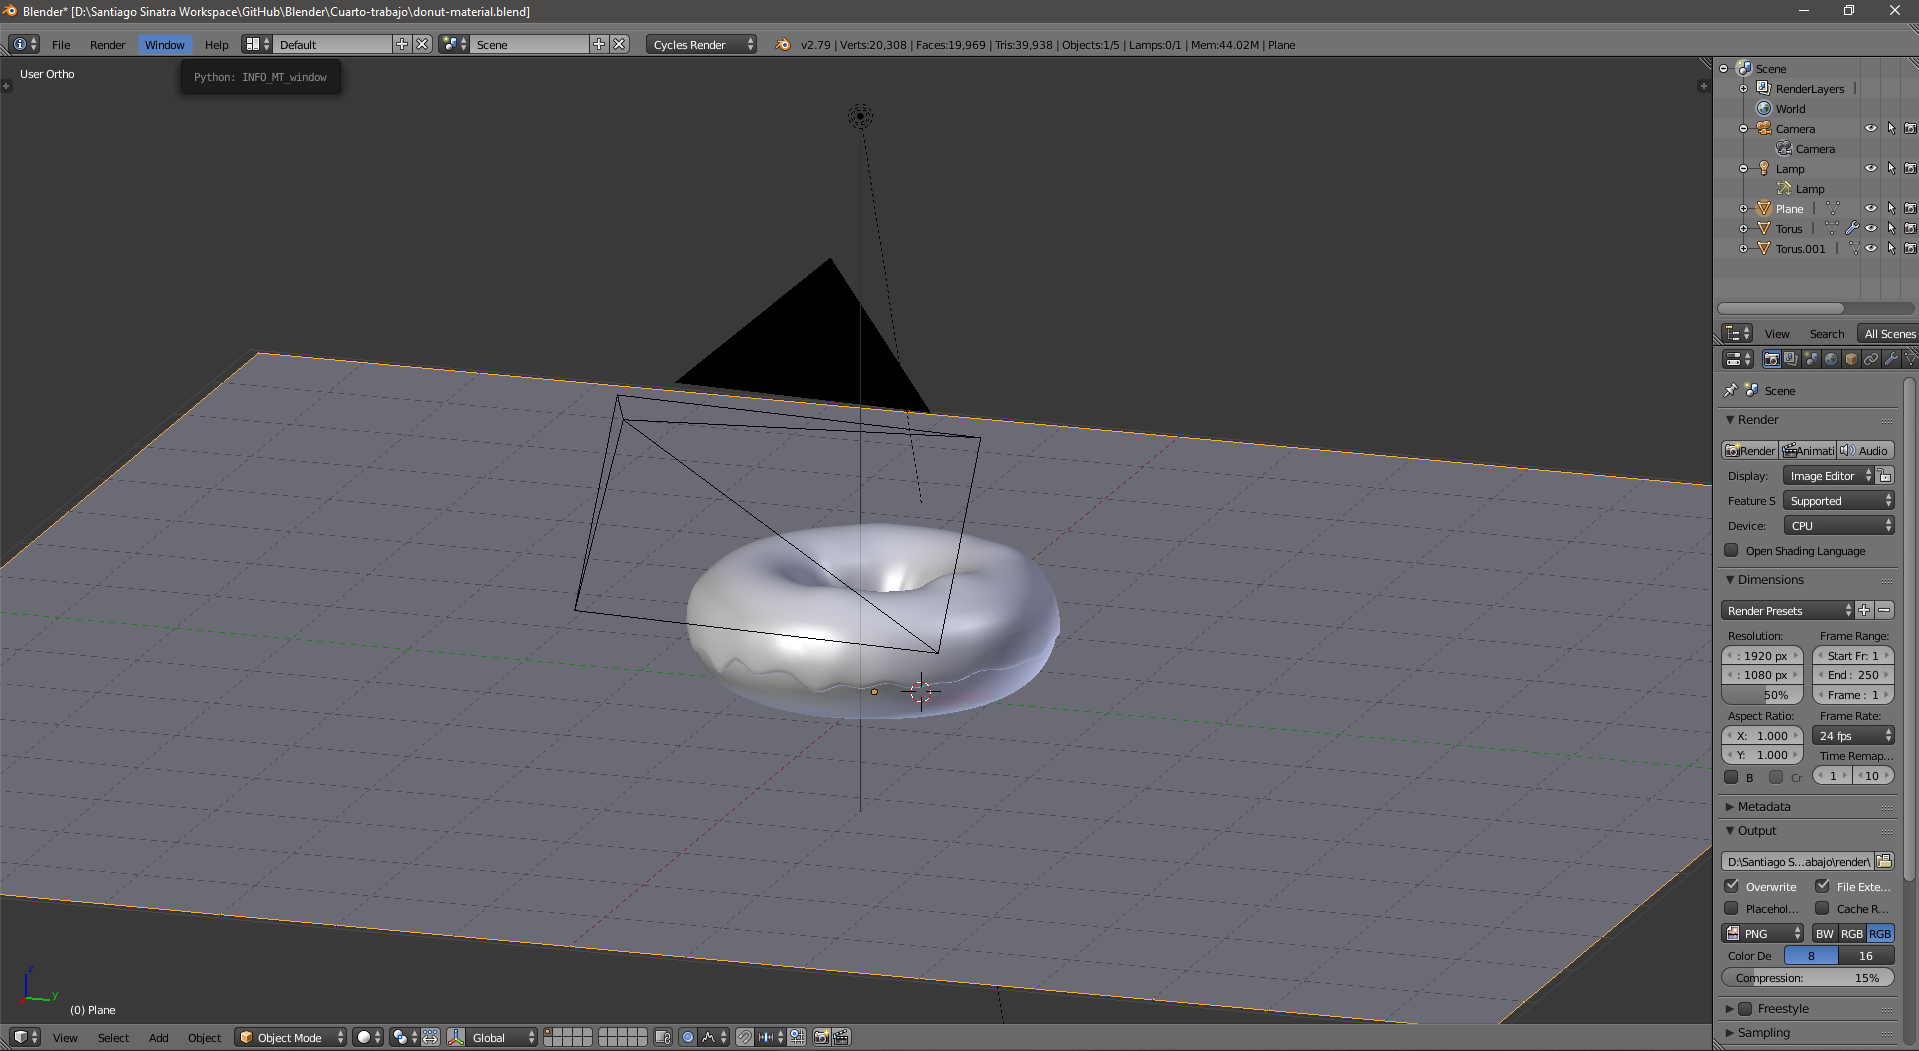 Blender* [D:\Santiago Sinatra Workspace\GitHub\Blender\Cuarto-trabajo\donut-material.blend]
File Render Window Help Default Scene Cycles Render v2.79 | Verts:20,308 | Faces:19,969 | Tris:39,938 | Objects:1/5 | Lamps:0/1 | Mem:44.02M | Plane
User Ortho
Python: INFO_MT_window
Scene
RenderLayers
World
Camera
Camera
Lamp
Lamp
Plane
Torus
Torus.001
View Search All Scenes
Scene
Render
Render Animati Audio
Display: Image Editor
Feature S Supported
Device: CPU
Open Shading Language
Dimensions
Render Presets
Resolution: Frame Range:
: 1920 px Start Fr: 1
: 1080 px End : 250
50% Frame : 1
Aspect Ratio: Frame Rate:
X: 1.000 24 fps
Y: 1.000 Time Remap...
B Cr 1 10
Metadata
Output
D:\Santiago S...abajo\render\
Overwrite File Exte...
Placehol... Cache R...
PNG BW RGB RGB
Color De 8 16
Compression: 15%
Freestyle
Sampling
z
x y
(0) Plane
View Select Add Object Object Mode Global